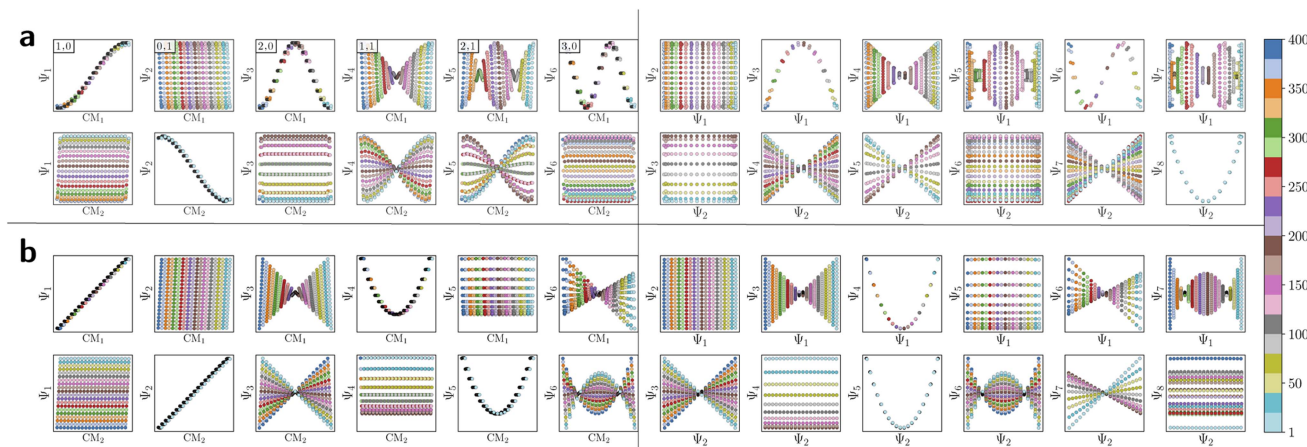 a
1.0 0.1 2.0 1.1 2.1 3.0
Ψ₁ Ψ₂ Ψ₃ Ψ₄ Ψ₅ Ψ₆ Ψ₂ Ψ₃ Ψ₄ Ψ₅ Ψ₆ Ψ₇
CM₁ CM₁ CM₁ CM₁ CM₁ CM₁ Ψ₁ Ψ₁ Ψ₁ Ψ₁ Ψ₁ Ψ₁
Ψ₁ Ψ₂ Ψ₃ Ψ₄ Ψ₅ Ψ₆ Ψ₃ Ψ₄ Ψ₅ Ψ₆ Ψ₇ Ψ₈
CM₂ CM₂ CM₂ CM₂ CM₂ CM₂ Ψ₂ Ψ₂ Ψ₂ Ψ₂ Ψ₂ Ψ₂
b
Ψ₁ Ψ₂ Ψ₃ Ψ₄ Ψ₅ Ψ₆ Ψ₂ Ψ₃ Ψ₄ Ψ₅ Ψ₆ Ψ₇
CM₁ CM₁ CM₁ CM₁ CM₁ CM₁ Ψ₁ Ψ₁ Ψ₁ Ψ₁ Ψ₁ Ψ₁
Ψ₁ Ψ₂ Ψ₃ Ψ₄ Ψ₅ Ψ₆ Ψ₃ Ψ₄ Ψ₅ Ψ₆ Ψ₇ Ψ₈
CM₂ CM₂ CM₂ CM₂ CM₂ CM₂ Ψ₂ Ψ₂ Ψ₂ Ψ₂ Ψ₂ Ψ₂
400
350
300
250
200
150
100
50
1